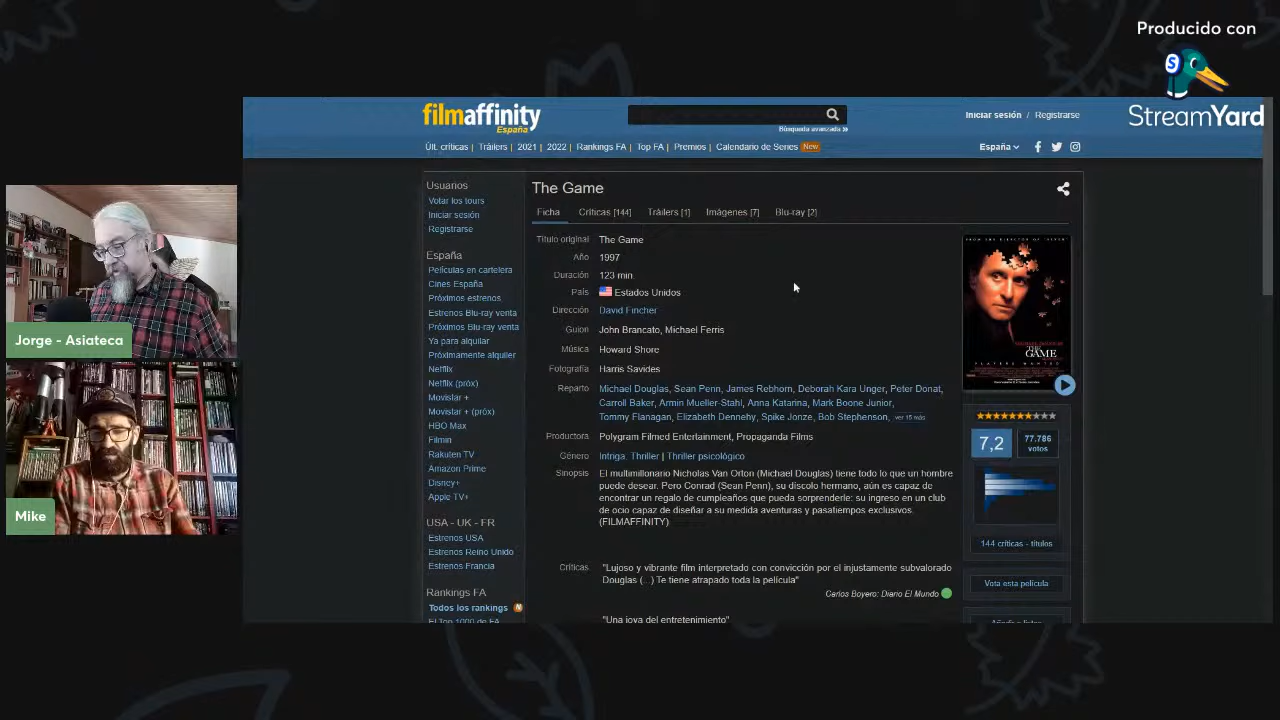 Producido con
StreamYard
filmaffinity
España
Búsqueda avanzada
Iniciar sesión / Registrarse
Últ. críticas | Tráilers | 2021 | 2022 | Rankings FA | Top FA | Premios | Calendario de Series New
España
Usuarios
Votar los tours
Iniciar sesión
Registrarse
España
Películas en cartelera
Cines España
Próximos estrenos
Estrenos Blu-ray venta
Próximos Blu-ray venta
Ya para alquilar
Próximamente alquiler
Netflix
Netflix (próx)
Movistar +
Movistar + (próx)
HBO Max
Filmin
Rakuten TV
Amazon Prime
Disney+
Apple TV+
USA - UK - FR
Estrenos USA
Estrenos Reino Unido
Estrenos Francia
Rankings FA
Todos los rankings N
El Top 1000 de FA
The Game
Ficha Críticas [144] Tráilers [1] Imágenes [7] Blu-ray [2]
Título original The Game
Año 1997
Duración 123 min.
País Estados Unidos
Dirección David Fincher
Guion John Brancato, Michael Ferris
Música Howard Shore
Fotografía Harris Savides
Reparto Michael Douglas, Sean Penn, James Rebhorn, Deborah Kara Unger, Peter Donat,
Carroll Baker, Armin Mueller-Stahl, Anna Katarina, Mark Boone Junior,
Tommy Flanagan, Elizabeth Dennehy, Spike Jonze, Bob Stephenson, ver 15 más
Productora Polygram Filmed Entertainment, Propaganda Films
Género Intriga. Thriller | Thriller psicológico
Sinopsis El multimillonario Nicholas Van Orton (Michael Douglas) tiene todo lo que un hombre
puede desear. Pero Conrad (Sean Penn), su díscolo hermano, aún es capaz de
encontrar un regalo de cumpleaños que pueda sorprenderle: su ingreso en un club
de ocio capaz de diseñar a su medida aventuras y pasatiempos exclusivos.
(FILMAFFINITY)
Críticas "Lujoso y vibrante film interpretado con convicción por el injustamente subvalorado
Douglas (...) Te tiene atrapado toda la película"
Carlos Boyero: Diario El Mundo
"Una joya del entretenimiento"
THE
GAME
7,2
77.786
votos
144 críticas - títulos
Vota esta película
Añadir a listas
Jorge - Asiateca
Mike